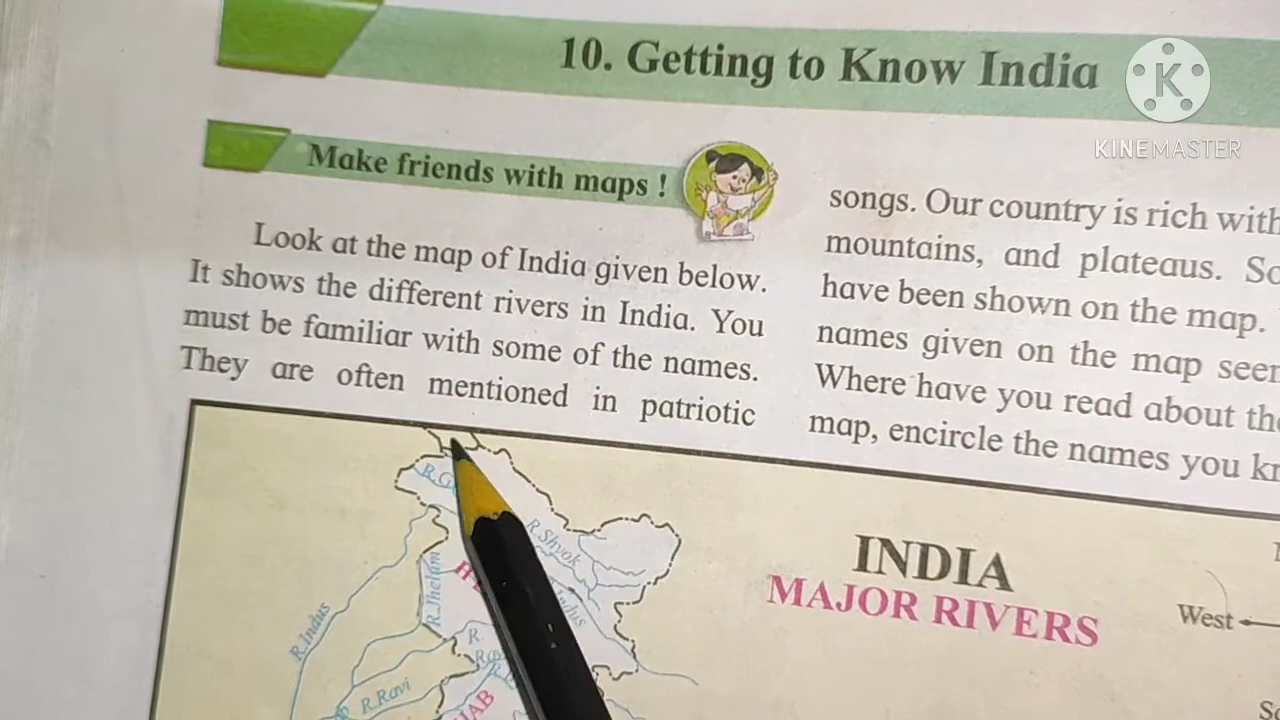 10. Getting to Know India
KINEMASTER
Make friends with maps !
Look at the map of India given below.
It shows the different rivers in India. You
must be familiar with some of the names.
They are often mentioned in patriotic
songs. Our country is rich with
mountains, and plateaus.
have been shown on the map.
names given on the map
Where have you read about
map, encircle the names you
R.Shyok
INDIA
MAJOR RIVERS
West
R.Jhelam
R.Indus
R.Ravi